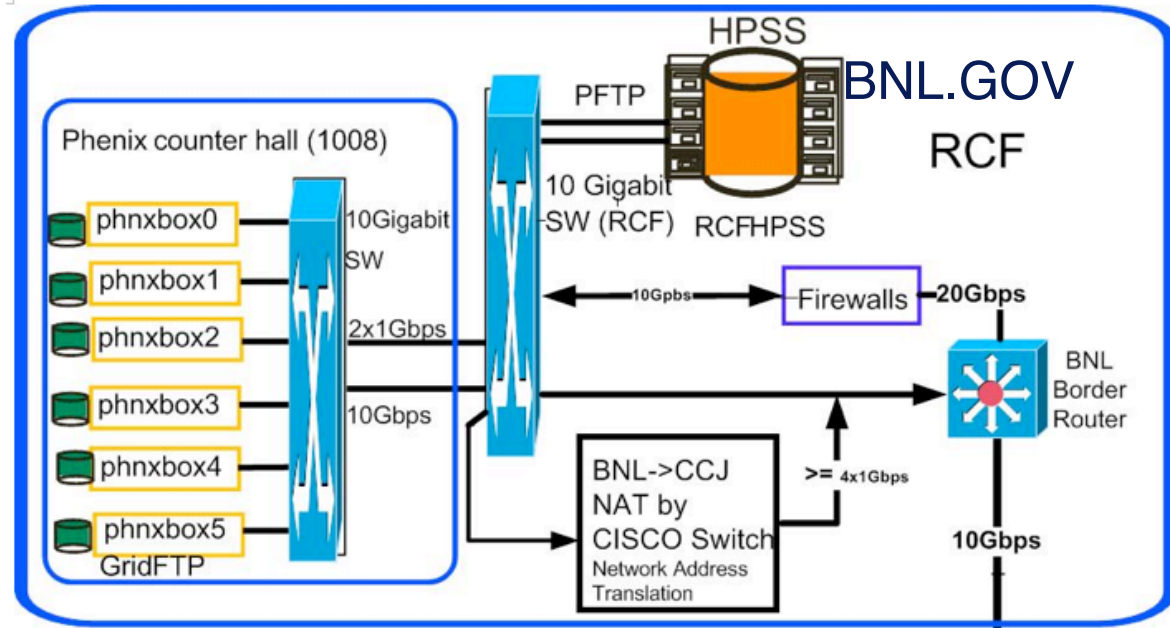 HPSS
BNL.GOV
PFTP
RCF
Phenix counter hall (1008)
10 Gigabit
SW (RCF)
RCFHPSS
phnxbox0
10Gigabit
SW
phnxbox1
10Gpbs
Firewalls
20Gbps
phnxbox2
2x1Gbps
BNL
Border
Router
phnxbox3
10Gbps
phnxbox4
BNL->CCJ
NAT by
CISCO Switch
Network Address
Translation
>= 4x1Gbps
phnxbox5
GridFTP
10Gbps